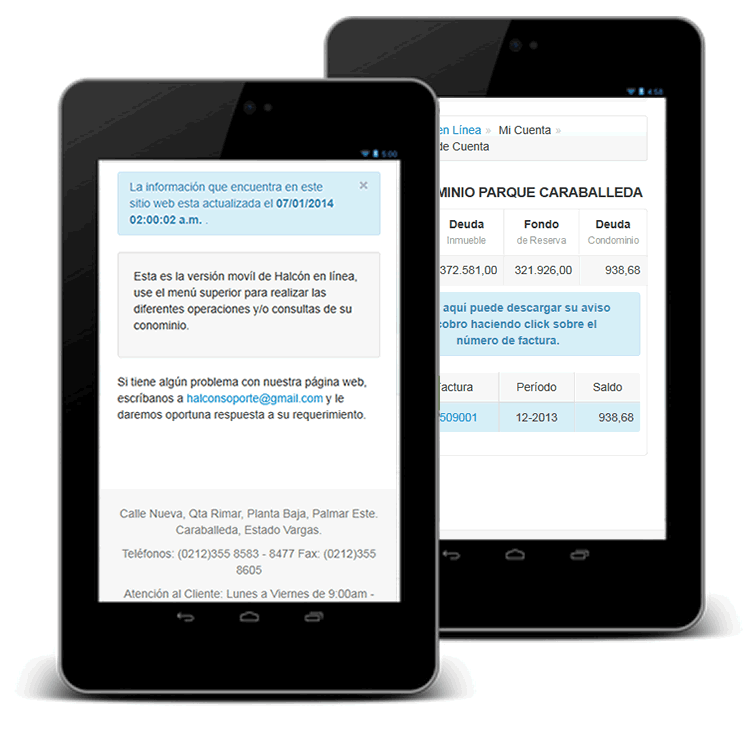 5:00
La información que encuentra en este
sitio web esta actualizada el 07/01/2014
02:00:02 a.m. .
×
Esta es la versión movíl de Halcón en línea,
use el menú superior para realizar las
diferentes operaciones y/o consultas de su
conominio.
Si tiene algún problema con nuestra página web,
escríbanos a halconsoporte@gmail.com y le
daremos oportuna respuesta a su requerimiento.
Calle Nueva, Qta Rimar, Planta Baja, Palmar Este.
Caraballeda, Estado Vargas.
Teléfonos: (0212)355 8583 - 8477 Fax: (0212)355
8605
Atención al Cliente: Lunes a Viernes de 9:00am -
4:58
en Línea » Mi Cuenta »
de Cuenta
MINIO PARQUE CARABALLEDA
Deuda Fondo Deuda
Inmueble de Reserva Condominio
372.581,00 321.926,00 938,68
aquí puede descargar su aviso
cobro haciendo click sobre el
número de factura.
actura Período Saldo
509001 12-2013 938,68